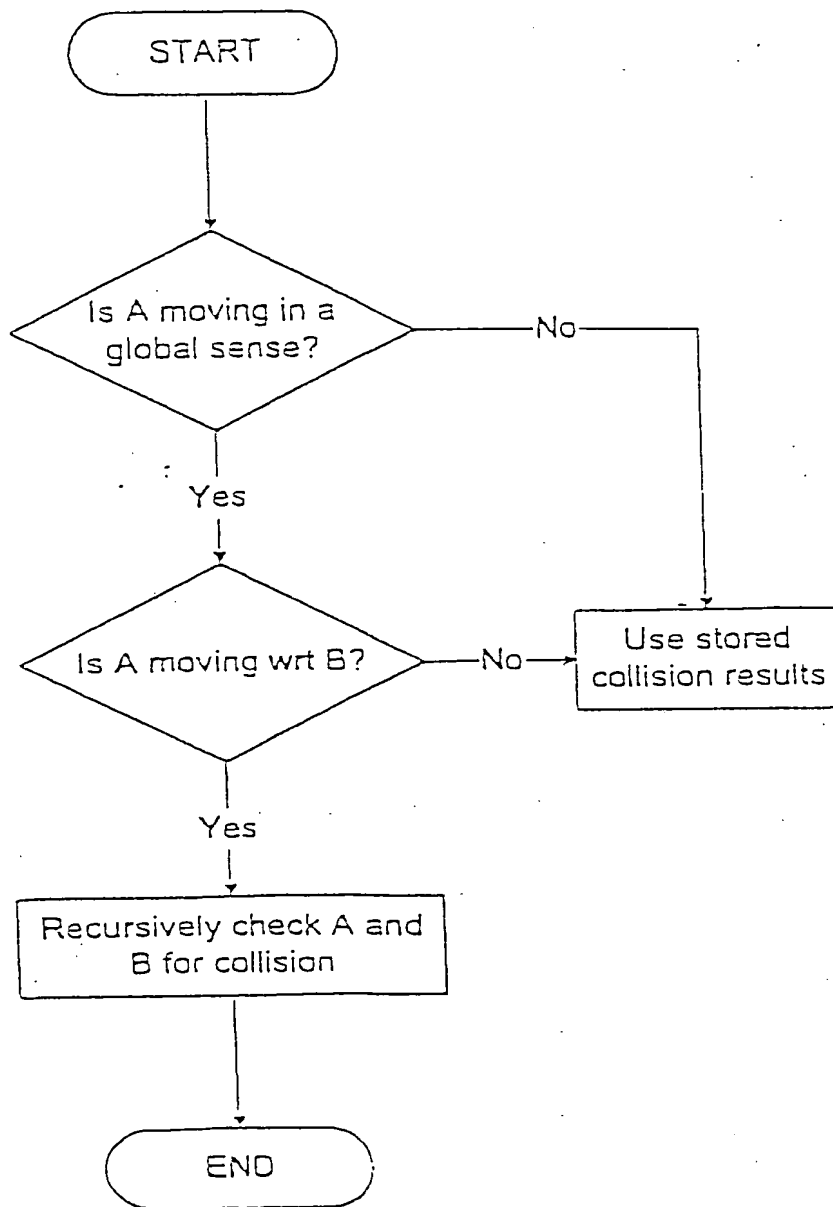 START
Is A moving in a
global sense?
No
Yes
Is A moving wrt B?
No
Use stored
collision results
Yes
Recursively check A and
B for collision
END